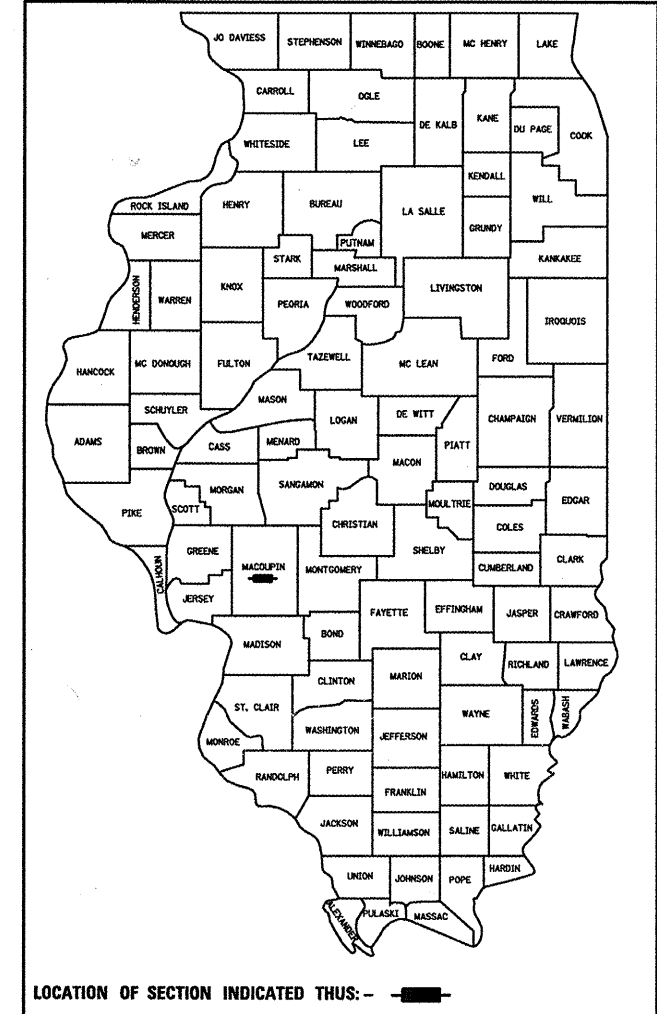 JO DAVIESS
STEPHENSON
WINNEBAGO
BOONE
MC HENRY
LAKE
CARROLL
OGLE
DE KALB
KANE
DU PAGE
COOK
WHITESIDE
LEE
KENDALL
WILL
ROCK ISLAND
HENRY
BUREAU
LA SALLE
GRUNDY
MERCER
PUTNAM
STARK
MARSHALL
KANKAKEE
HENDERSON
WARREN
KNOX
PEORIA
WOODFORD
LIVINGSTON
IROQUOIS
HANCOCK
MC DONOUGH
FULTON
TAZEWELL
MC LEAN
FORD
SCHUYLER
MASON
ADAMS
BROWN
CASS
MENARD
LOGAN
DE WITT
PIATT
CHAMPAIGN
VERMILION
MACON
PIKE
SCOTT
MORGAN
SANGAMON
CHRISTIAN
MOULTRIE
DOUGLAS
EDGAR
COLES
SHELBY
CALHOUN
GREENE
MACOUPIN
MONTGOMERY
CUMBERLAND
CLARK
JERSEY
FAYETTE
EFFINGHAM
JASPER
CRAWFORD
MADISON
BOND
CLAY
RICHLAND
LAWRENCE
CLINTON
MARION
ST. CLAIR
WAYNE
EDWARDS
WABASH
WASHINGTON
JEFFERSON
MONROE
RANDOLPH
PERRY
HAMILTON
WHITE
FRANKLIN
JACKSON
WILLIAMSON
SALINE
GALLATIN
UNION
JOHNSON
POPE
HARDIN
ALEXANDER
PULASKI
MASSAC
LOCATION OF SECTION INDICATED THUS: -